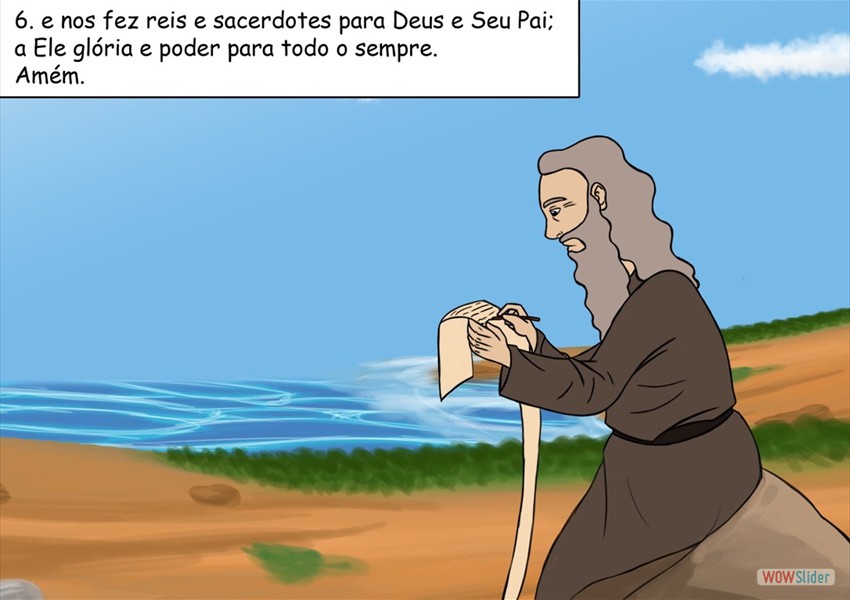 6. e nos fez reis e sacerdotes para Deus e Seu Pai;
a Ele glória e poder para todo o sempre.
Amém.
WOWSlider